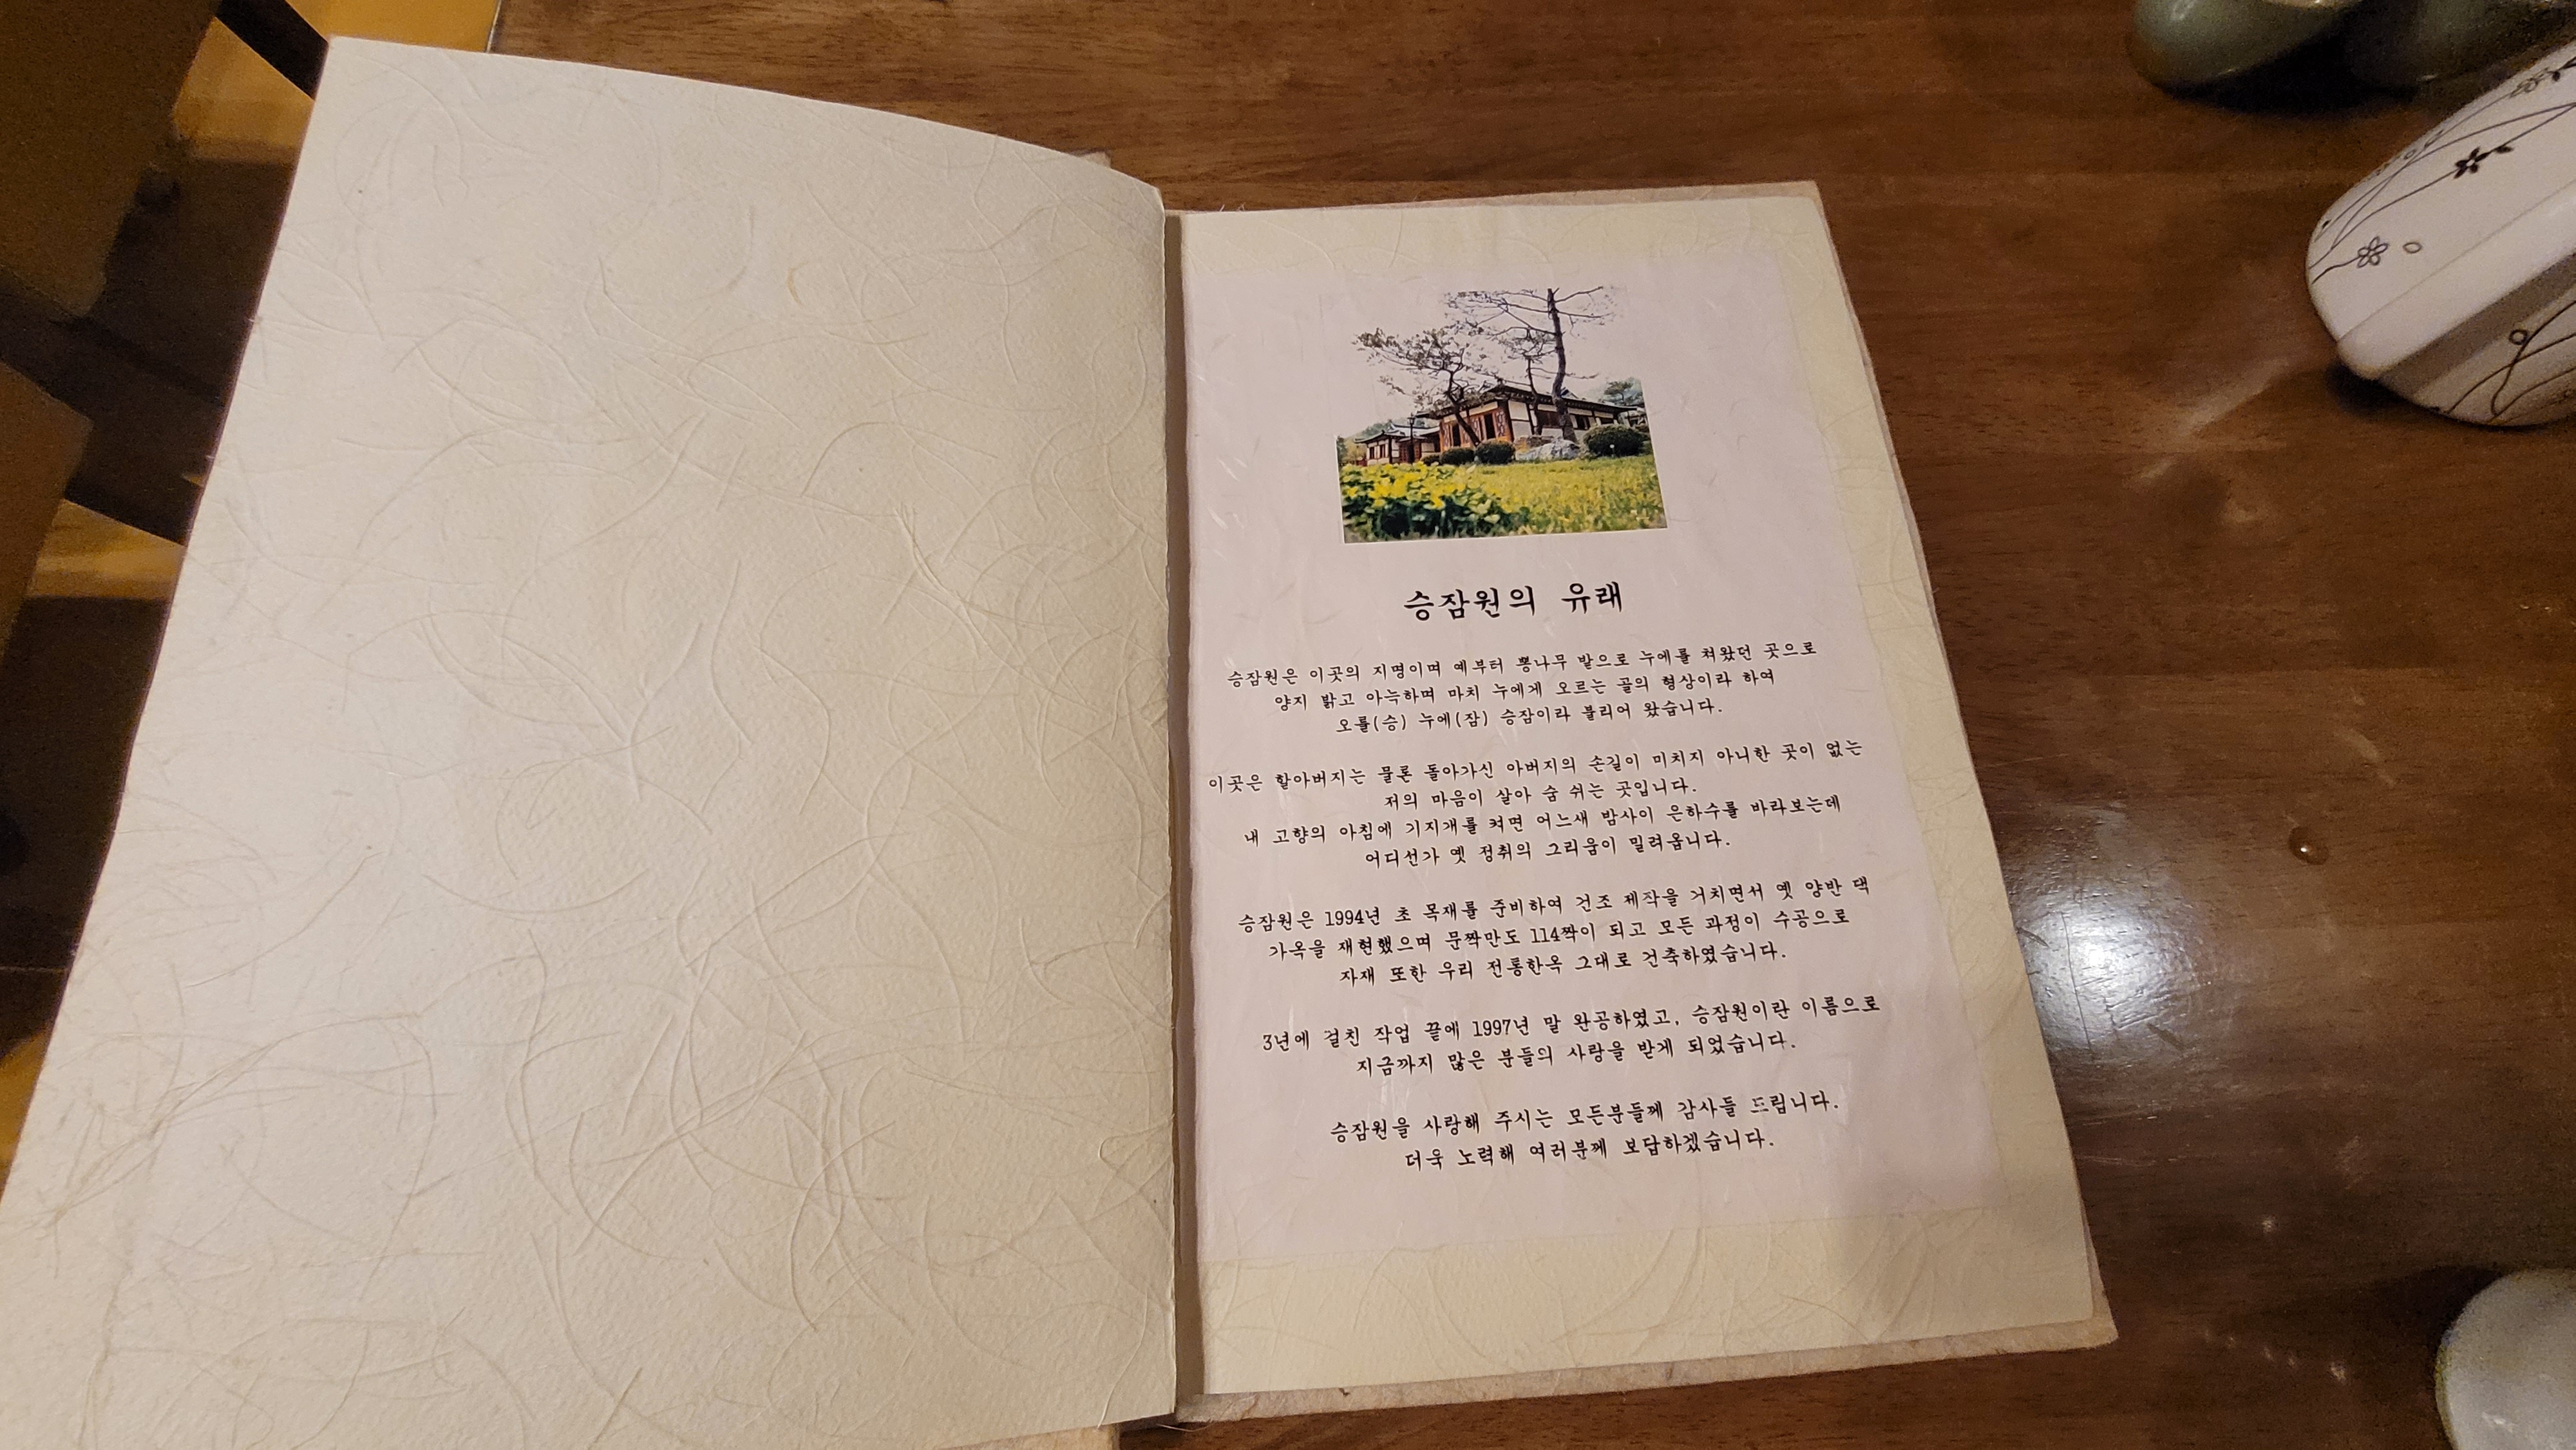 승잠원의 유래
승잠원은 이곳의 지명이며 예부터 뽕나무 밭으로 누에를 쳐왔던 곳으로
양지 밝고 아늑하며 마치 누에게 오르는 골의 형상이라 하여
오를(승) 누에(잠) 승잠이라 불리어 왔습니다.
이곳은 할아버지는 물론 돌아가신 아버지의 손길이 미치지 아니한 곳이 없는
저의 마음이 살아 숨 쉬는 곳입니다.
내 고향의 아침에 기지개를 켜면 어느새 밤사이 은하수를 바라보는데
어디선가 옛 정취의 그리움이 밀려옵니다.
승잠원은 1994년 초 목재를 준비하여 건조 제작을 거치면서 옛 양반 댁
가옥을 재현했으며 문짝만도 114짝이 되고 모든 과정이 수공으로
자재 또한 우리 전통한옥 그대로 건축하였습니다.
3년에 걸친 작업 끝에 1997년 말 완공하였고, 승잠원이란 이름으로
지금까지 많은 분들의 사랑을 받게 되었습니다.
승잠원을 사랑해 주시는 모든분들께 감사들 드립니다.
더욱 노력해 여러분께 보답하겠습니다.